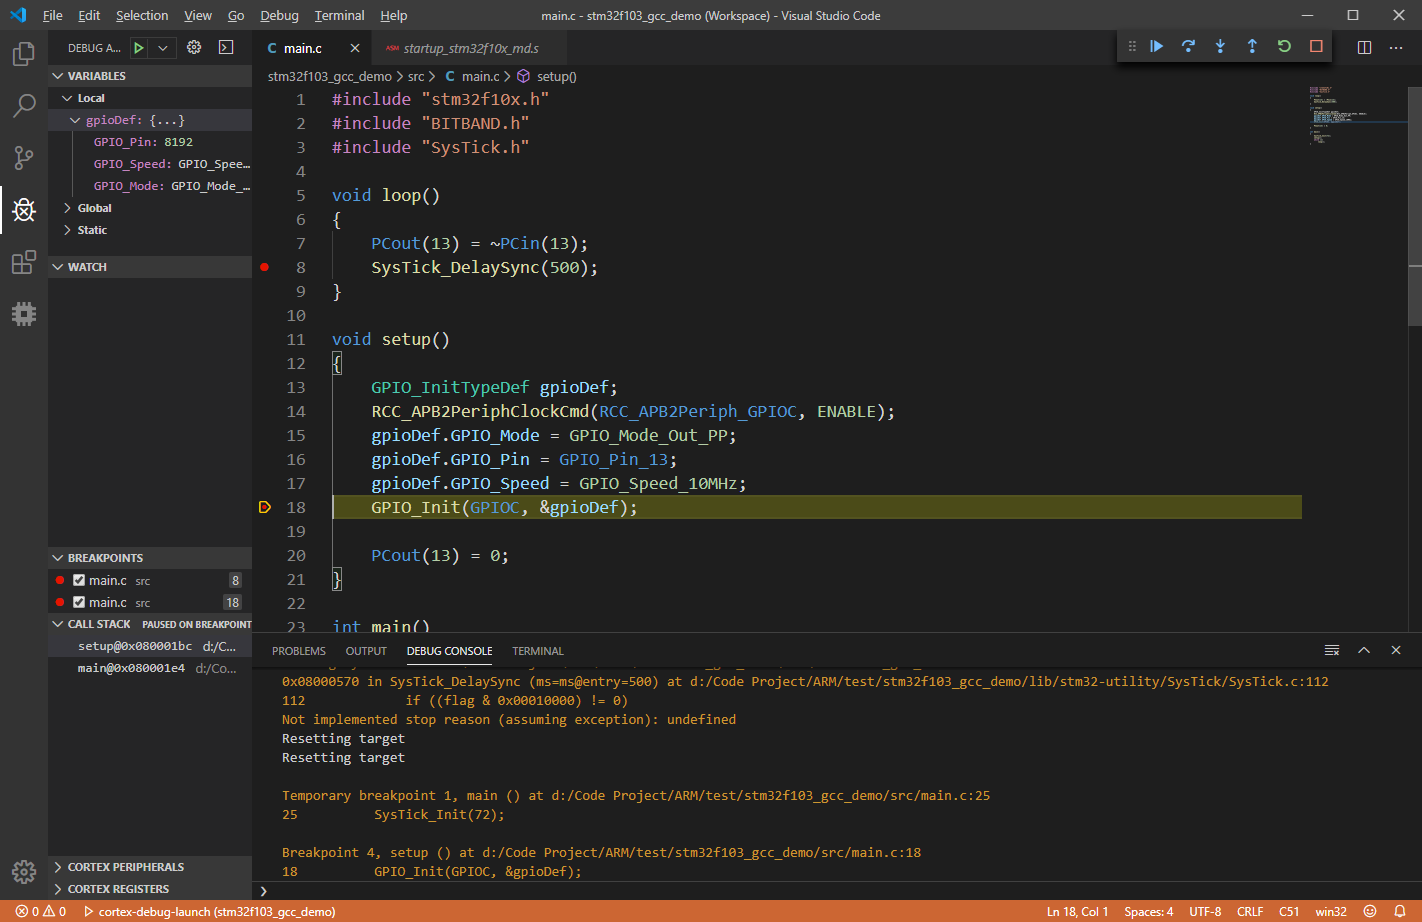 File Edit Selection View Go Debug Terminal Help
main.c - stm32f103_gcc_demo (Workspace) - Visual Studio Code
DEBUG A...
VARIABLES
Local
gpioDef: {...}
GPIO_Pin: 8192
GPIO_Speed: GPIO_Spee...
GPIO_Mode: GPIO_Mode_...
Global
Static
WATCH
BREAKPOINTS
main.c src 8
main.c src 18
CALL STACK PAUSED ON BREAKPOINT
setup@0x080001bc d:/C...
main@0x080001e4 d:/Co...
CORTEX PERIPHERALS
CORTEX REGISTERS
C main.c
ASM startup_stm32f10x_md.s
stm32f103_gcc_demo > src > C main.c > setup()
1 #include "stm32f10x.h"
2 #include "BITBAND.h"
3 #include "SysTick.h"
4
5 void loop()
6 {
7 PCout(13) = ~PCin(13);
8 SysTick_DelaySync(500);
9 }
10
11 void setup()
12 {
13 GPIO_InitTypeDef gpioDef;
14 RCC_APB2PeriphClockCmd(RCC_APB2Periph_GPIOC, ENABLE);
15 gpioDef.GPIO_Mode = GPIO_Mode_Out_PP;
16 gpioDef.GPIO_Pin = GPIO_Pin_13;
17 gpioDef.GPIO_Speed = GPIO_Speed_10MHz;
18 GPIO_Init(GPIOC, &gpioDef);
19
20 PCout(13) = 0;
21 }
22
23 int main()
PROBLEMS OUTPUT DEBUG CONSOLE TERMINAL
0x08000570 in SysTick_DelaySync (ms=ms@entry=500) at d:/Code Project/ARM/test/stm32f103_gcc_demo/lib/stm32-utility/SysTick/SysTick.c:112
112 if ((flag & 0x00010000) != 0)
Not implemented stop reason (assuming exception): undefined
Resetting target
Resetting target
Temporary breakpoint 1, main () at d:/Code Project/ARM/test/stm32f103_gcc_demo/src/main.c:25
25 SysTick_Init(72);
Breakpoint 4, setup () at d:/Code Project/ARM/test/stm32f103_gcc_demo/src/main.c:18
18 GPIO_Init(GPIOC, &gpioDef);
0 0 cortex-debug-launch (stm32f103_gcc_demo)
Ln 18, Col 1 Spaces: 4 UTF-8 CRLF C51 win32